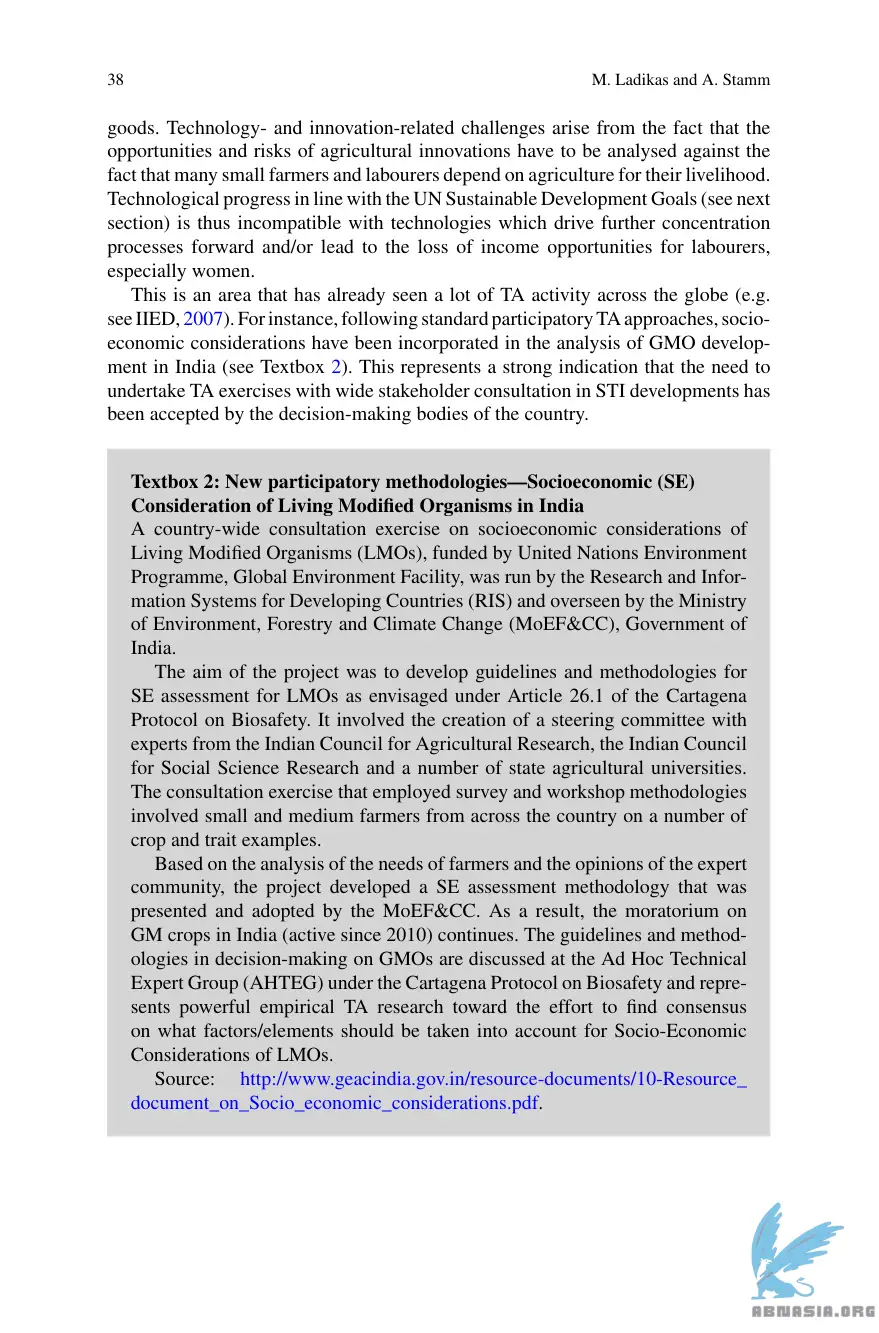 38 M. Ladikas and A. Stamm
goods. Technology- and innovation-related challenges arise from the fact that the
opportunities and risks of agricultural innovations have to be analysed against the
fact that many small farmers and labourers depend on agriculture for their livelihood.
Technological progress in line with the UN Sustainable Development Goals (see next
section) is thus incompatible with technologies which drive further concentration
processes forward and/or lead to the loss of income opportunities for labourers,
especially women.
This is an area that has already seen a lot of TA activity across the globe (e.g.
see IIED, 2007). For instance, following standard participatory TA approaches, socio-
economic considerations have been incorporated in the analysis of GMO develop-
ment in India (see Textbox 2). This represents a strong indication that the need to
undertake TA exercises with wide stakeholder consultation in STI developments has
been accepted by the decision-making bodies of the country.
Textbox 2: New participatory methodologies—Socioeconomic (SE)
Consideration of Living Modified Organisms in India
A country-wide consultation exercise on socioeconomic considerations of
Living Modified Organisms (LMOs), funded by United Nations Environment
Programme, Global Environment Facility, was run by the Research and Infor-
mation Systems for Developing Countries (RIS) and overseen by the Ministry
of Environment, Forestry and Climate Change (MoEF&CC), Government of
India.
The aim of the project was to develop guidelines and methodologies for
SE assessment for LMOs as envisaged under Article 26.1 of the Cartagena
Protocol on Biosafety. It involved the creation of a steering committee with
experts from the Indian Council for Agricultural Research, the Indian Council
for Social Science Research and a number of state agricultural universities.
The consultation exercise that employed survey and workshop methodologies
involved small and medium farmers from across the country on a number of
crop and trait examples.
Based on the analysis of the needs of farmers and the opinions of the expert
community, the project developed a SE assessment methodology that was
presented and adopted by the MoEF&CC. As a result, the moratorium on
GM crops in India (active since 2010) continues. The guidelines and method-
ologies in decision-making on GMOs are discussed at the Ad Hoc Technical
Expert Group (AHTEG) under the Cartagena Protocol on Biosafety and repre-
sents powerful empirical TA research toward the effort to find consensus
on what factors/elements should be taken into account for Socio-Economic
Considerations of LMOs.
Source: http://www.geacindia.gov.in/resource-documents/10-Resource_
document_on_Socio_economic_considerations.pdf.
ABNASIA.ORG